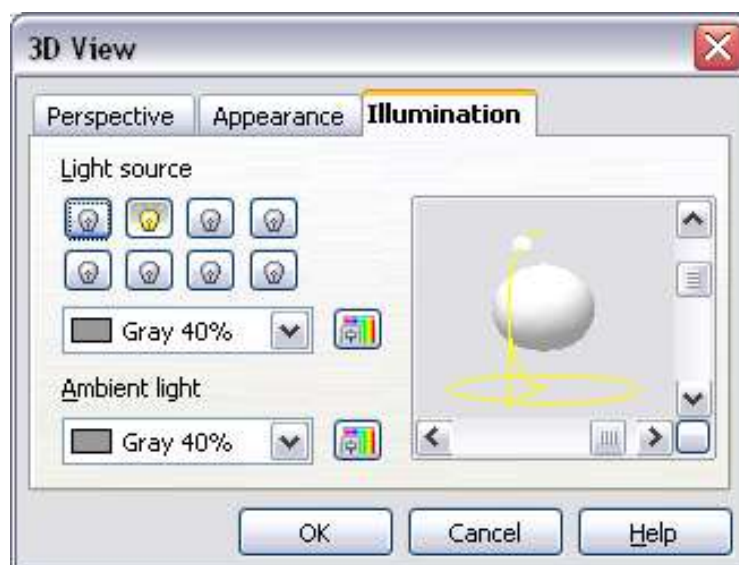 3D View
Perspective Appearance Illumination
Light source
Gray 40%
Ambient light
Gray 40%
OK Cancel Help